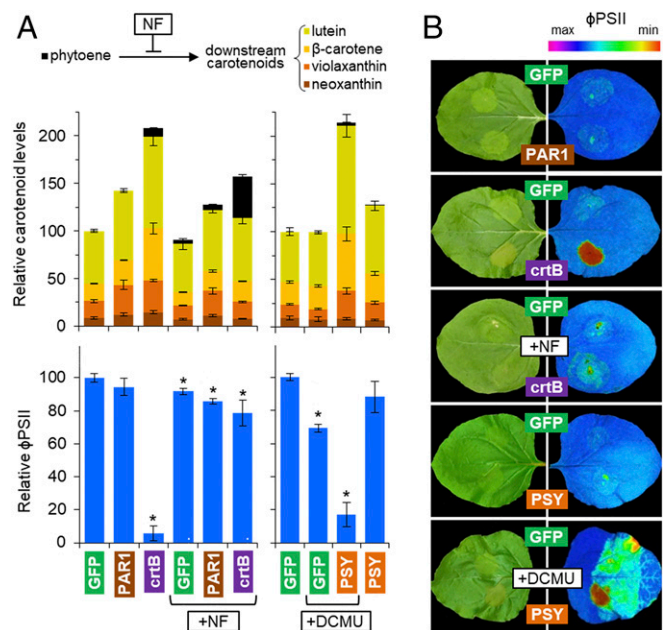 A
NF
phytoene
downstream
carotenoids
lutein
β-carotene
violaxanthin
neoxanthin
Relative carotenoid levels
200
150
100
50
0
Relative ϕPSII
100
80
60
40
20
0
* * * * * *
GFP PAR1 crtB GFP PAR1 crtB GFP GFP PSY PSY
+NF +DCMU
B
ϕPSII
max min
GFP
PAR1
GFP
crtB
GFP
+NF
crtB
GFP
PSY
GFP
+DCMU
PSY